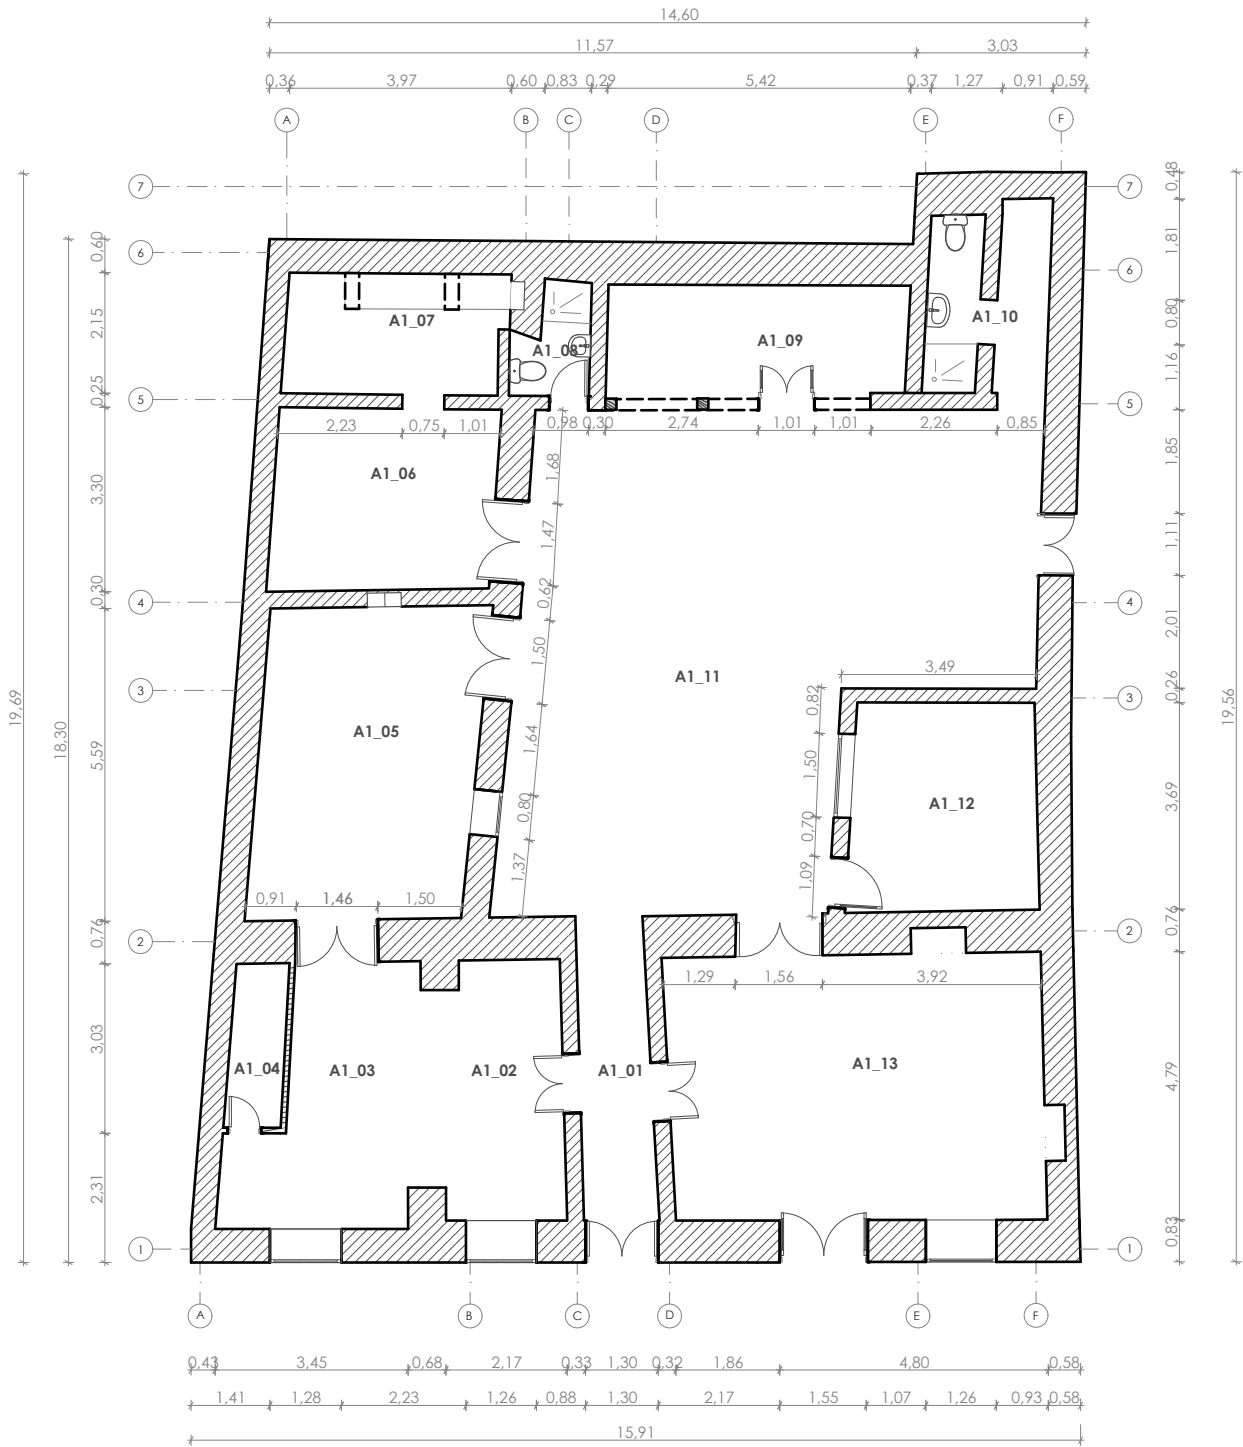 14,60
11,57 3,03
0,36 3,97 0,60 0,83 0,29 5,42 0,37 1,27 0,91 0,59
A B C D E F
7 7
6 6
5 5
4 4
3 3
2 2
1 1
19,69
18,30
0,60
2,15
0,25
3,30
0,30
5,59
0,76
3,03
2,31
0,48
1,81
0,80
1,16
1,85
1,11
2,01
0,26
3,69
0,76
4,79
0,83
19,56
A1_07
A1_08
A1_09
A1_10
2,23 0,75 1,01 0,98 0,30 2,74 1,01 1,01 2,26 0,85
A1_06
1,68
1,47
0,62
1,50
1,64
0,80
1,37
A1_11
3,49
0,82
1,50
0,70
1,09
A1_05
A1_12
0,91 1,46 1,50
1,29 1,56 3,92
A1_04
A1_03
A1_02
A1_01
A1_13
A B C D E F
0,43 3,45 0,68 2,17 0,33 1,30 0,32 1,86 4,80 0,58
1,41 1,28 2,23 1,26 0,88 1,30 2,17 1,55 1,07 1,26 0,93 0,58
15,91